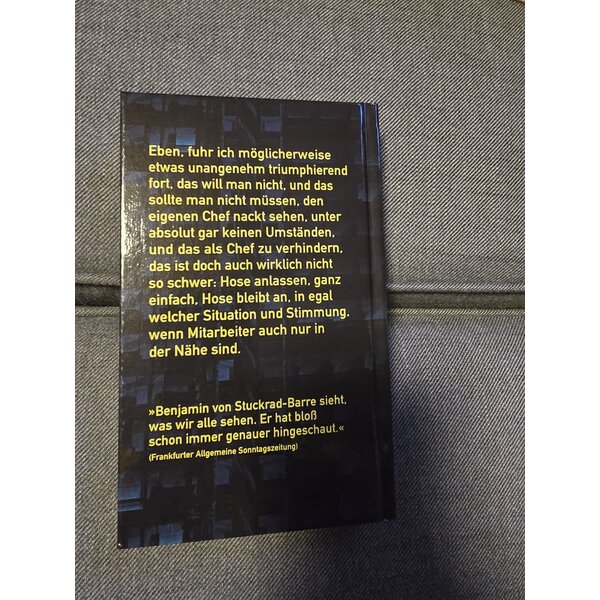 Eben, fuhr ich möglicherweise
etwas unangenehm triumphierend
fort, das will man nicht, und das
sollte man nicht müssen, den
eigenen Chef nackt sehen, unter
absolut gar keinen Umständen,
und das als Chef zu verhindern,
das ist doch auch wirklich nicht
so schwer: Hose anlassen, ganz
einfach, Hose bleibt an, in egal
welcher Situation und Stimmung,
wenn Mitarbeiter auch nur in
der Nähe sind.
»Benjamin von Stuckrad-Barre sieht,
was wir alle sehen. Er hat bloß
schon immer genauer hingeschaut.«
(Frankfurter Allgemeine Sonntagszeitung)